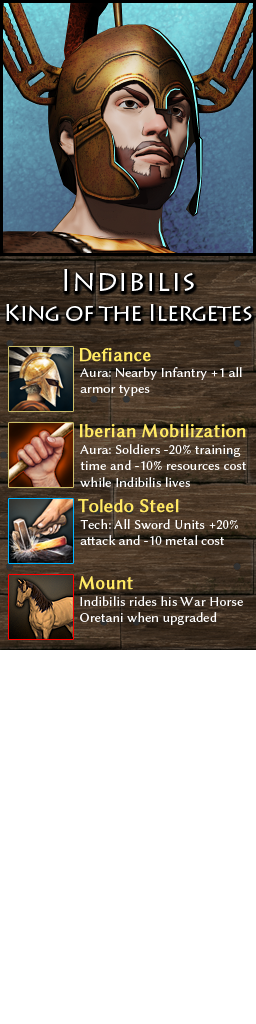 Indibilis
King of the Ilergetes
Defiance
Aura: Nearby Infantry +1 all
armor types
Iberian Mobilization
Aura: Soldiers -20% training
time and -10% resources cost
while Indibilis lives
Toledo Steel
Tech: All Sword Units +20%
attack and -10 metal cost
Mount
Indibilis rides his War Horse
Oretani when upgraded